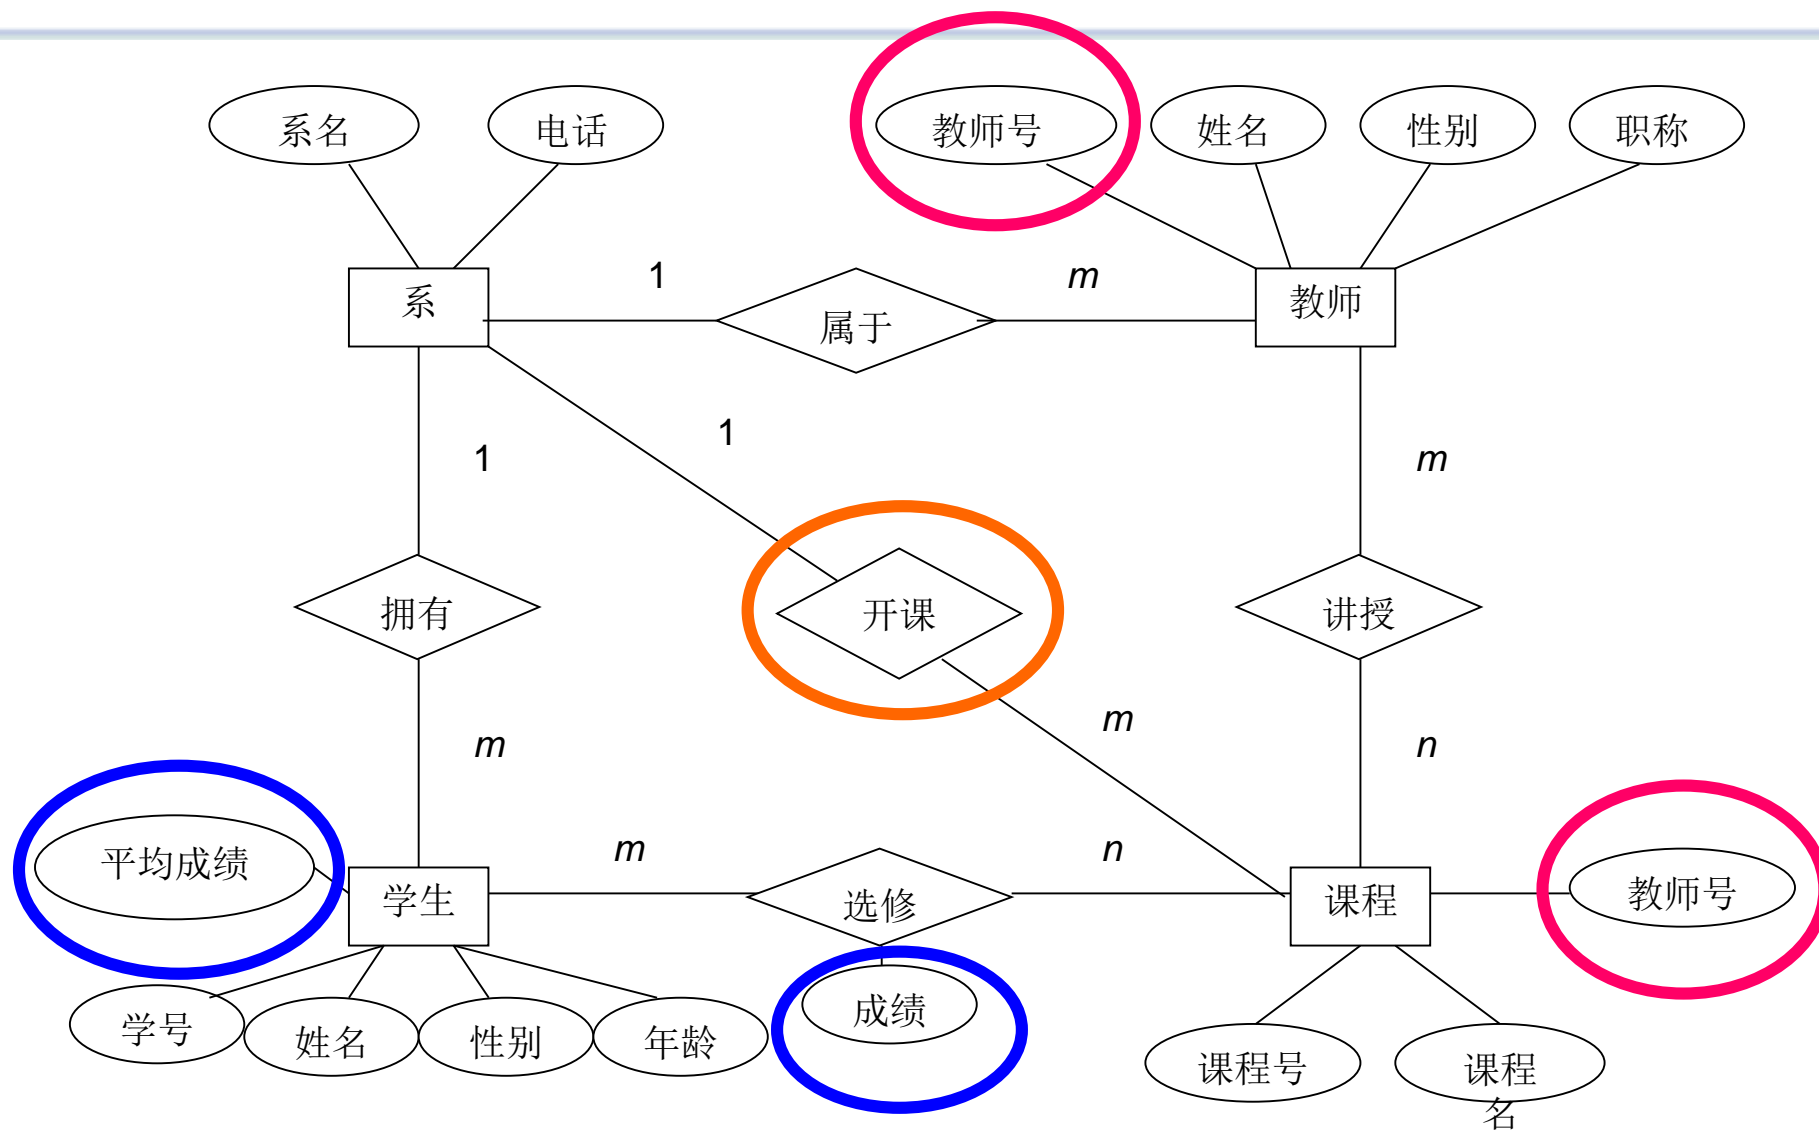 系名
电话
教师号
姓名
性别
职称
系
1
属于
m
教师
1
1
m
拥有
开课
讲授
m
m
n
平均成绩
学生
m
选修
n
课程
教师号
学号
姓名
性别
年龄
成绩
课程号
课程
名